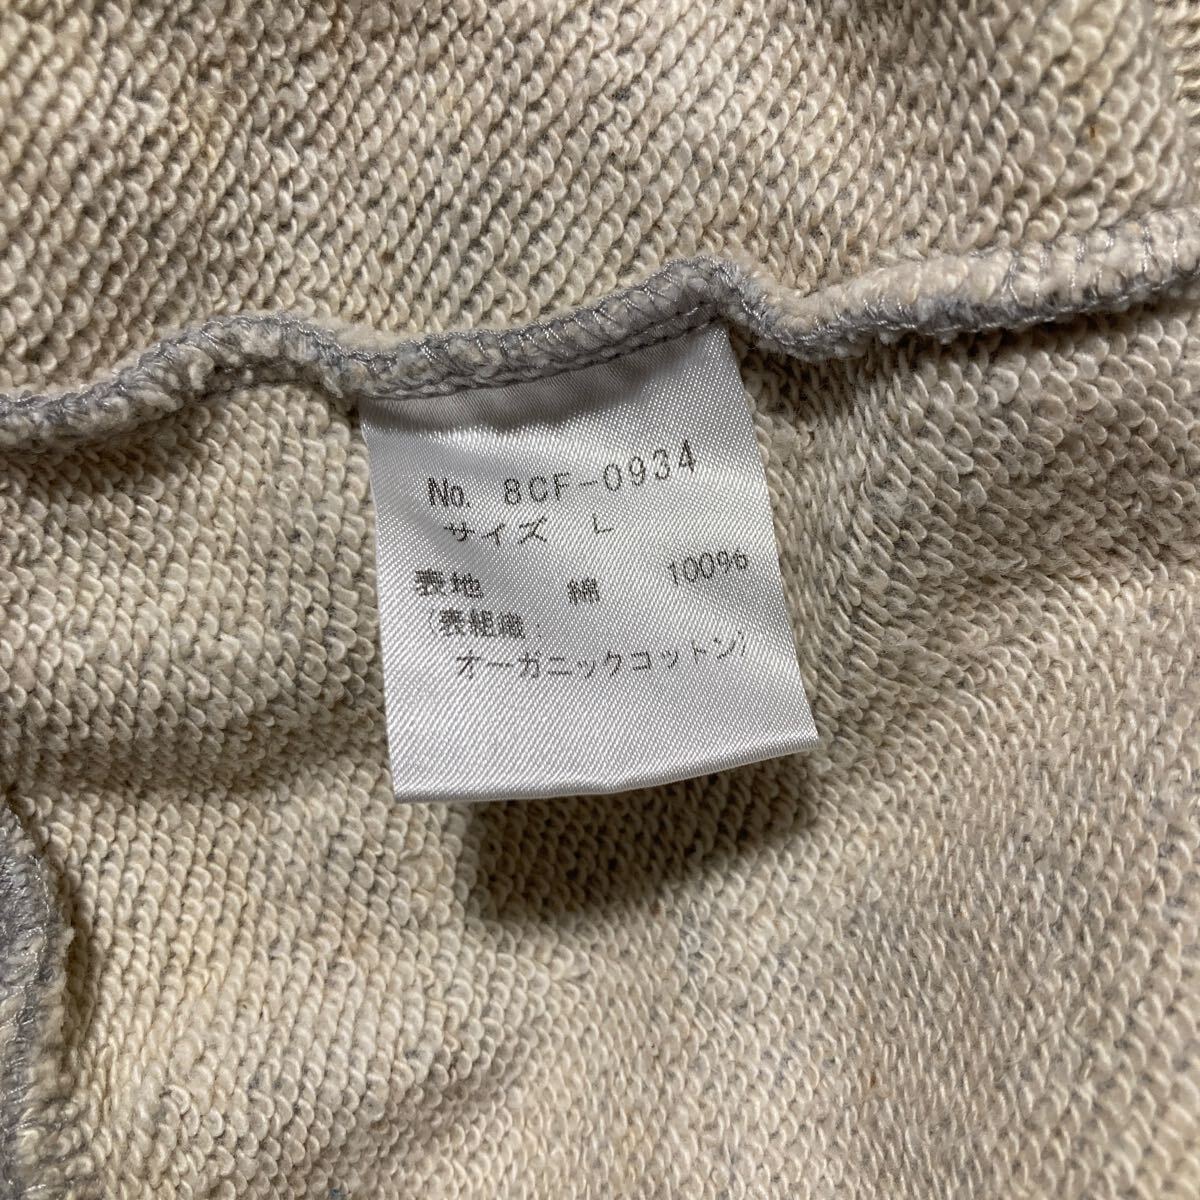 No. 8CF-0934
サイズ L
表地 綿 100%
(表組織:
オーガニックコットン)